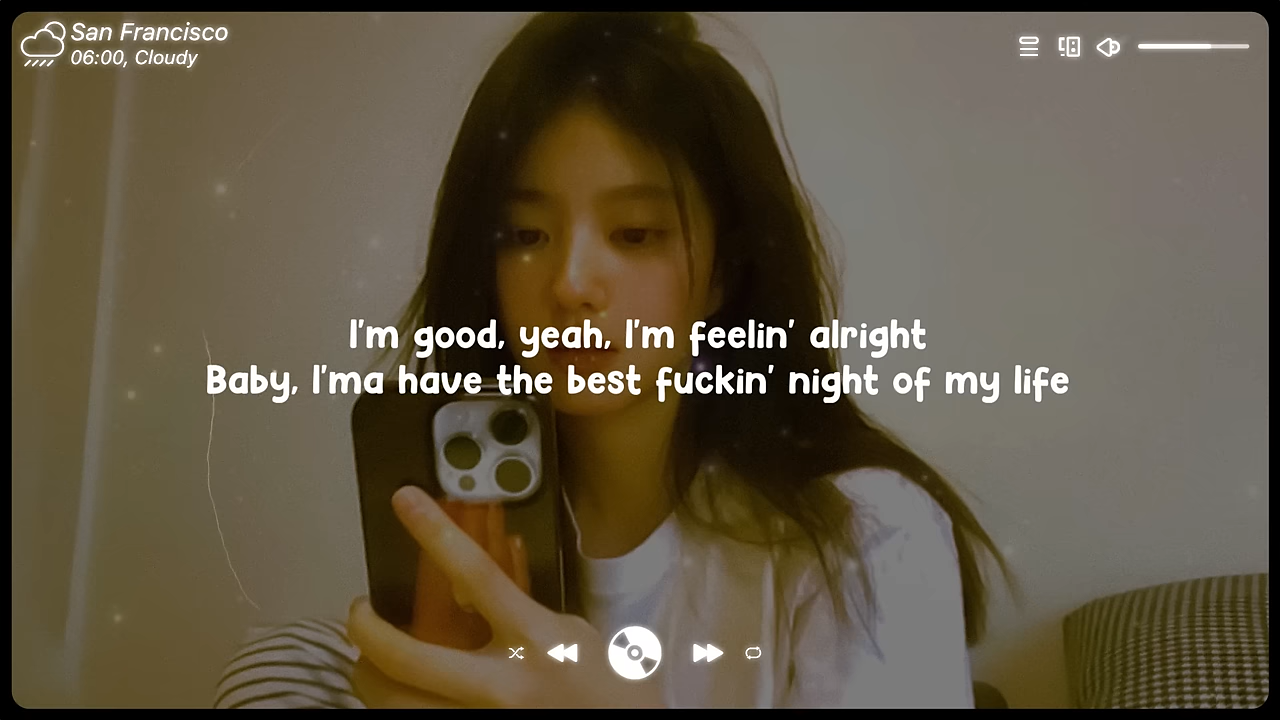 San Francisco
06:00, Cloudy
I'm good, yeah, I'm feelin' alright
Baby, I'ma have the best fuckin' night of my life